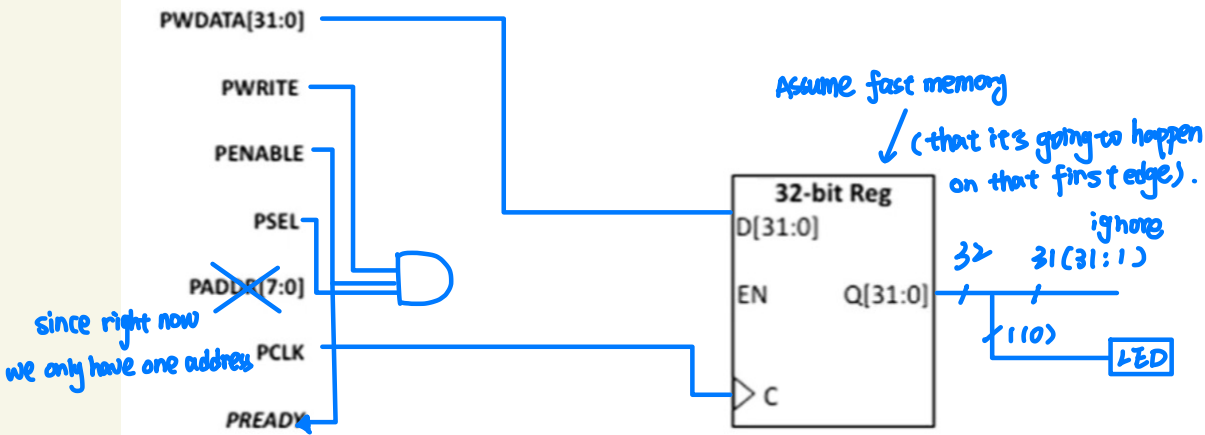 PWDATA[31:0]
PWRITE
Assume fast memory
PENABLE
(that it's going to happen
on that first edge).
32-bit Reg
PSEL
D[31:0]
ignore
32
31(31:1)
PADDR[7:0]
EN
Q[31:0]
since right now
we only have one address
1(0)
PCLK
LED
C
PREADY